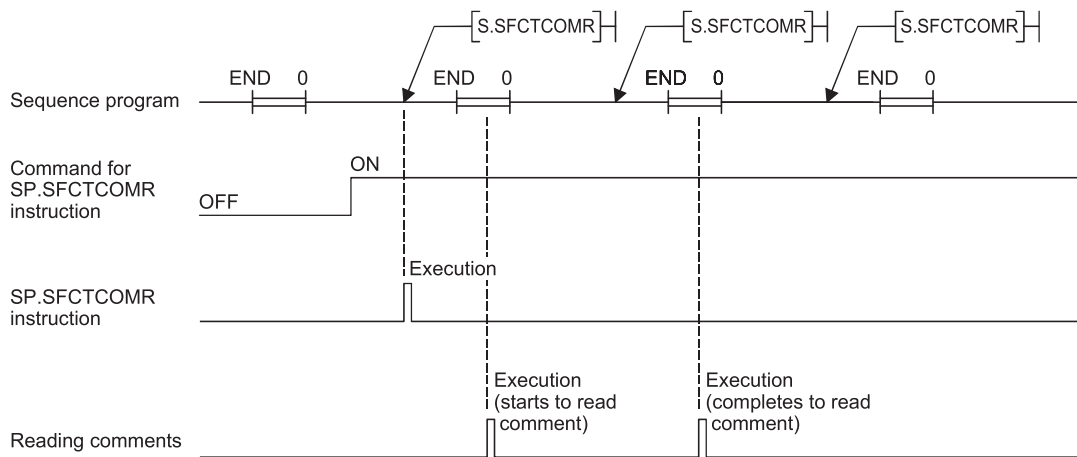 S.SFCTCOMR S.SFCTCOMR S.SFCTCOMR
END 0 END 0 END 0 END 0
Sequence program
Command for
SP.SFCTCOMR
instruction
ON
OFF
Execution
SP.SFCTCOMR
instruction
Execution
(starts to read
comment)
Execution
(completes to read
comment)
Reading comments